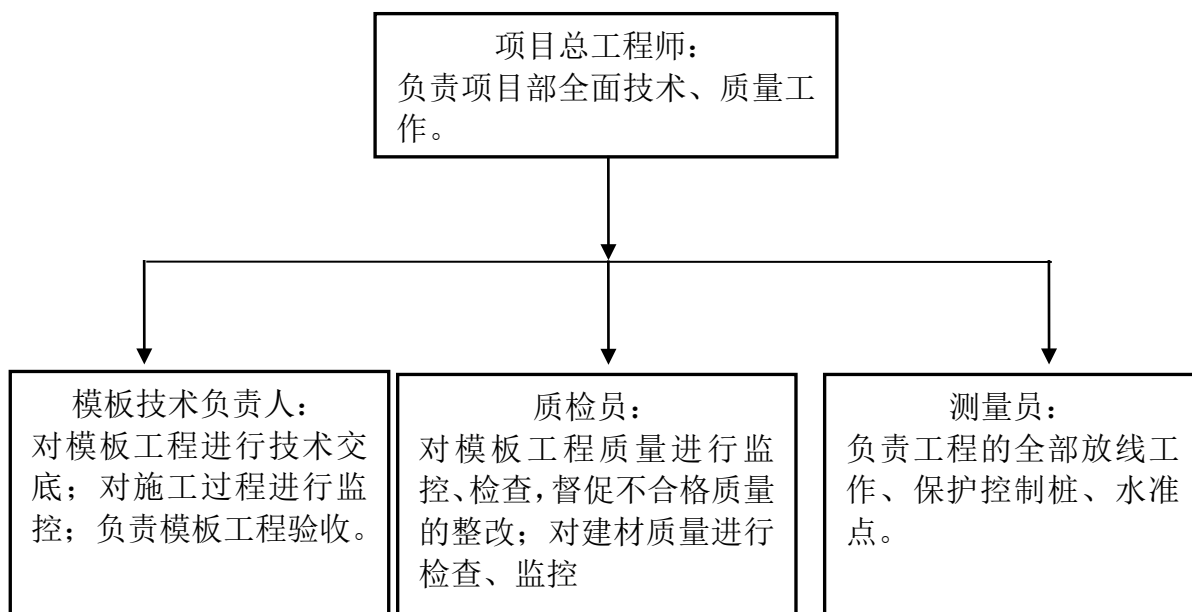 项目总工程师：
负责项目部全面技术、质量工
作。
模板技术负责人：
对模板工程进行技术交
底；对施工过程进行监
控；负责模板工程验收。
质检员：
对模板工程质量进行监
控、检查,督促不合格质量
的整改；对建材质量进行
检查、监控
测量员：
负责工程的全部放线工
作、保护控制桩、水准
点。